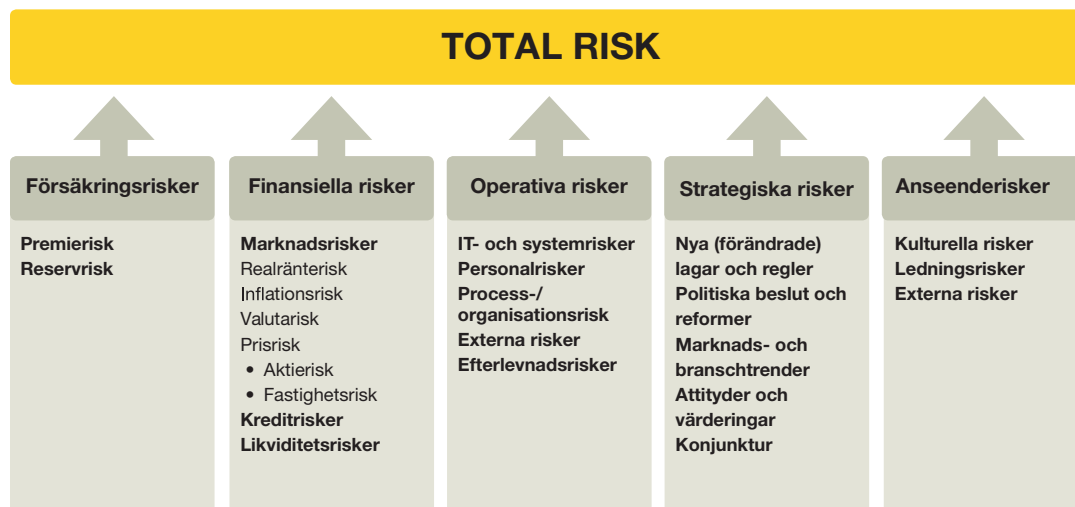 TOTAL RISK
Försäkringsrisker
Premierisk
Reservrisk
Finansiella risker
Marknadsrisker
Realränterisk
Inflationsrisk
Valutarisk
Prisrisk
• Aktierisk
• Fastighetsrisk
Kreditrisker
Likviditetsrisker
Operativa risker
IT- och systemrisker
Personalrisker
Process-/
organisationsrisk
Externa risker
Efterlevnadsrisker
Strategiska risker
Nya (förändrade)
lagar och regler
Politiska beslut och
reformer
Marknads- och
branschtrender
Attityder och
värderingar
Konjunktur
Anseenderisker
Kulturella risker
Ledningsrisker
Externa risker